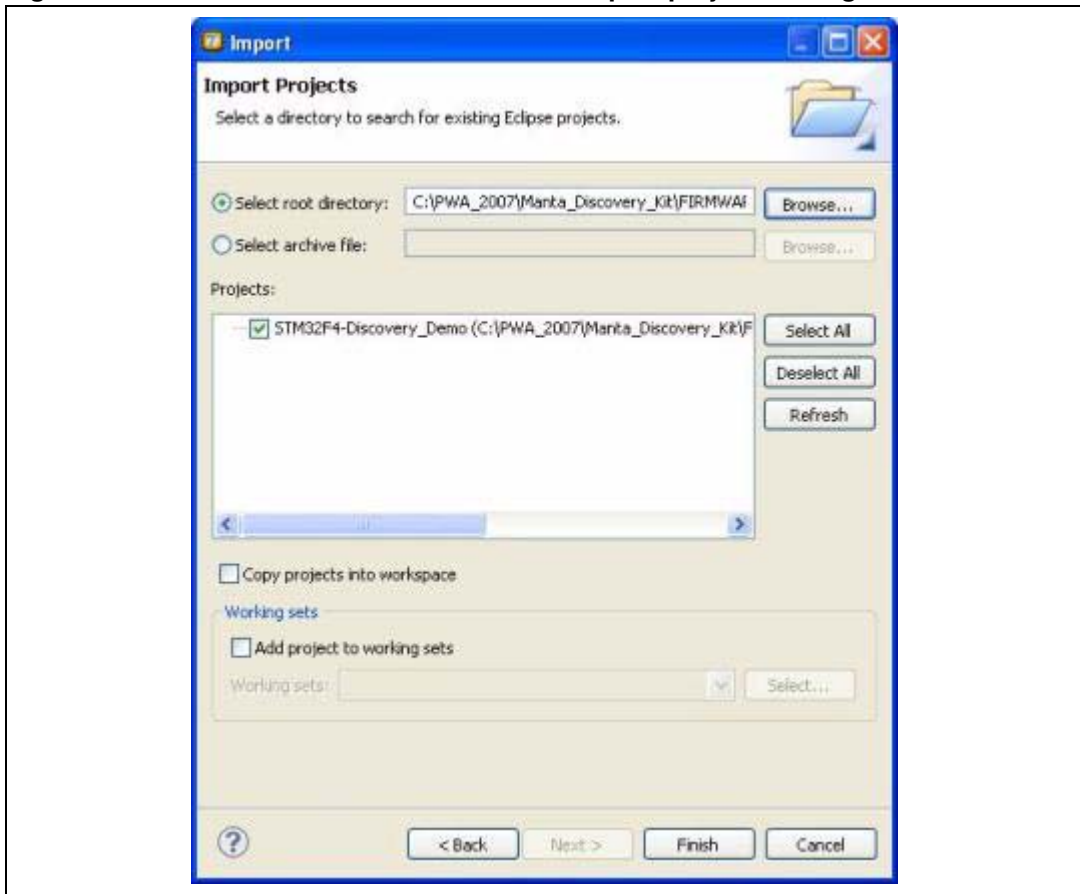 Import
Import Projects
Select a directory to search for existing Eclipse projects.
Select root directory: C:\PWA_2007\Manta_Discovery_Kit\FIRMWAR Browse...
Select archive file: Browse...
Projects:
STM32F4-Discovery_Demo (C:\PWA_2007\Manta_Discovery_Kit\F
Select All
Deselect All
Refresh
Copy projects into workspace
Working sets
Add project to working sets
Working sets: Select...
< Back Next > Finish Cancel